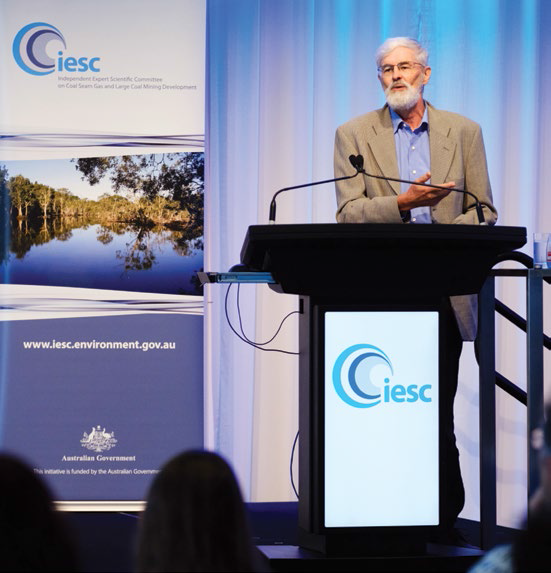 iesc
Independent Expert Scientific Committee
on Coal Seam Gas and Large Coal Mining Development
www.iesc.environment.gov.au
Australian Government
This initiative is funded by the Australian Government
iesc